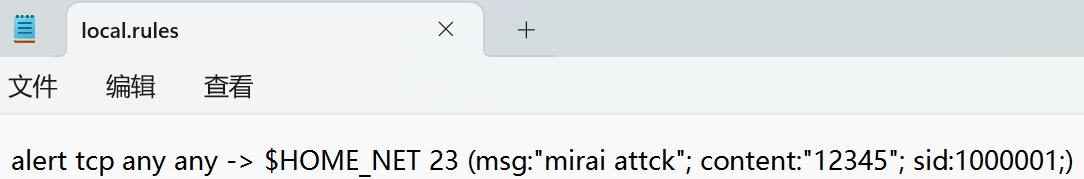 local.rules
文件 编辑 查看
alert tcp any any -> $HOME_NET 23 (msg:"mirai attck"; content:"12345"; sid:1000001;)